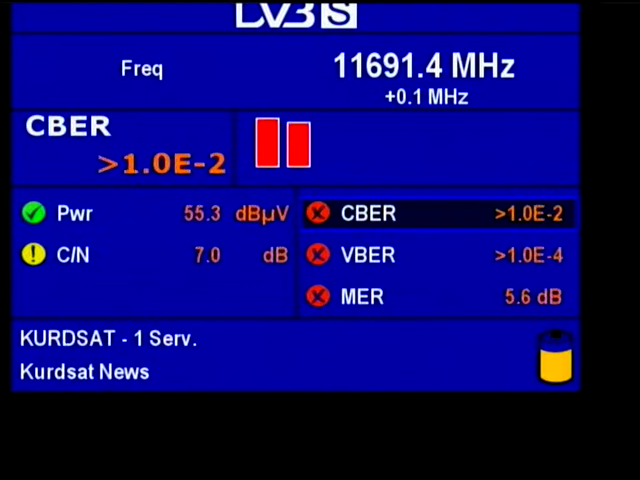 DVB S
Freq
11691.4 MHz
+0.1 MHz
CBER
>1.0E-2
Pwr 55.3 dBµV
CBER >1.0E-2
C/N 7.0 dB
VBER >1.0E-4
MER 5.6 dB
KURDSAT - 1 Serv.
Kurdsat News